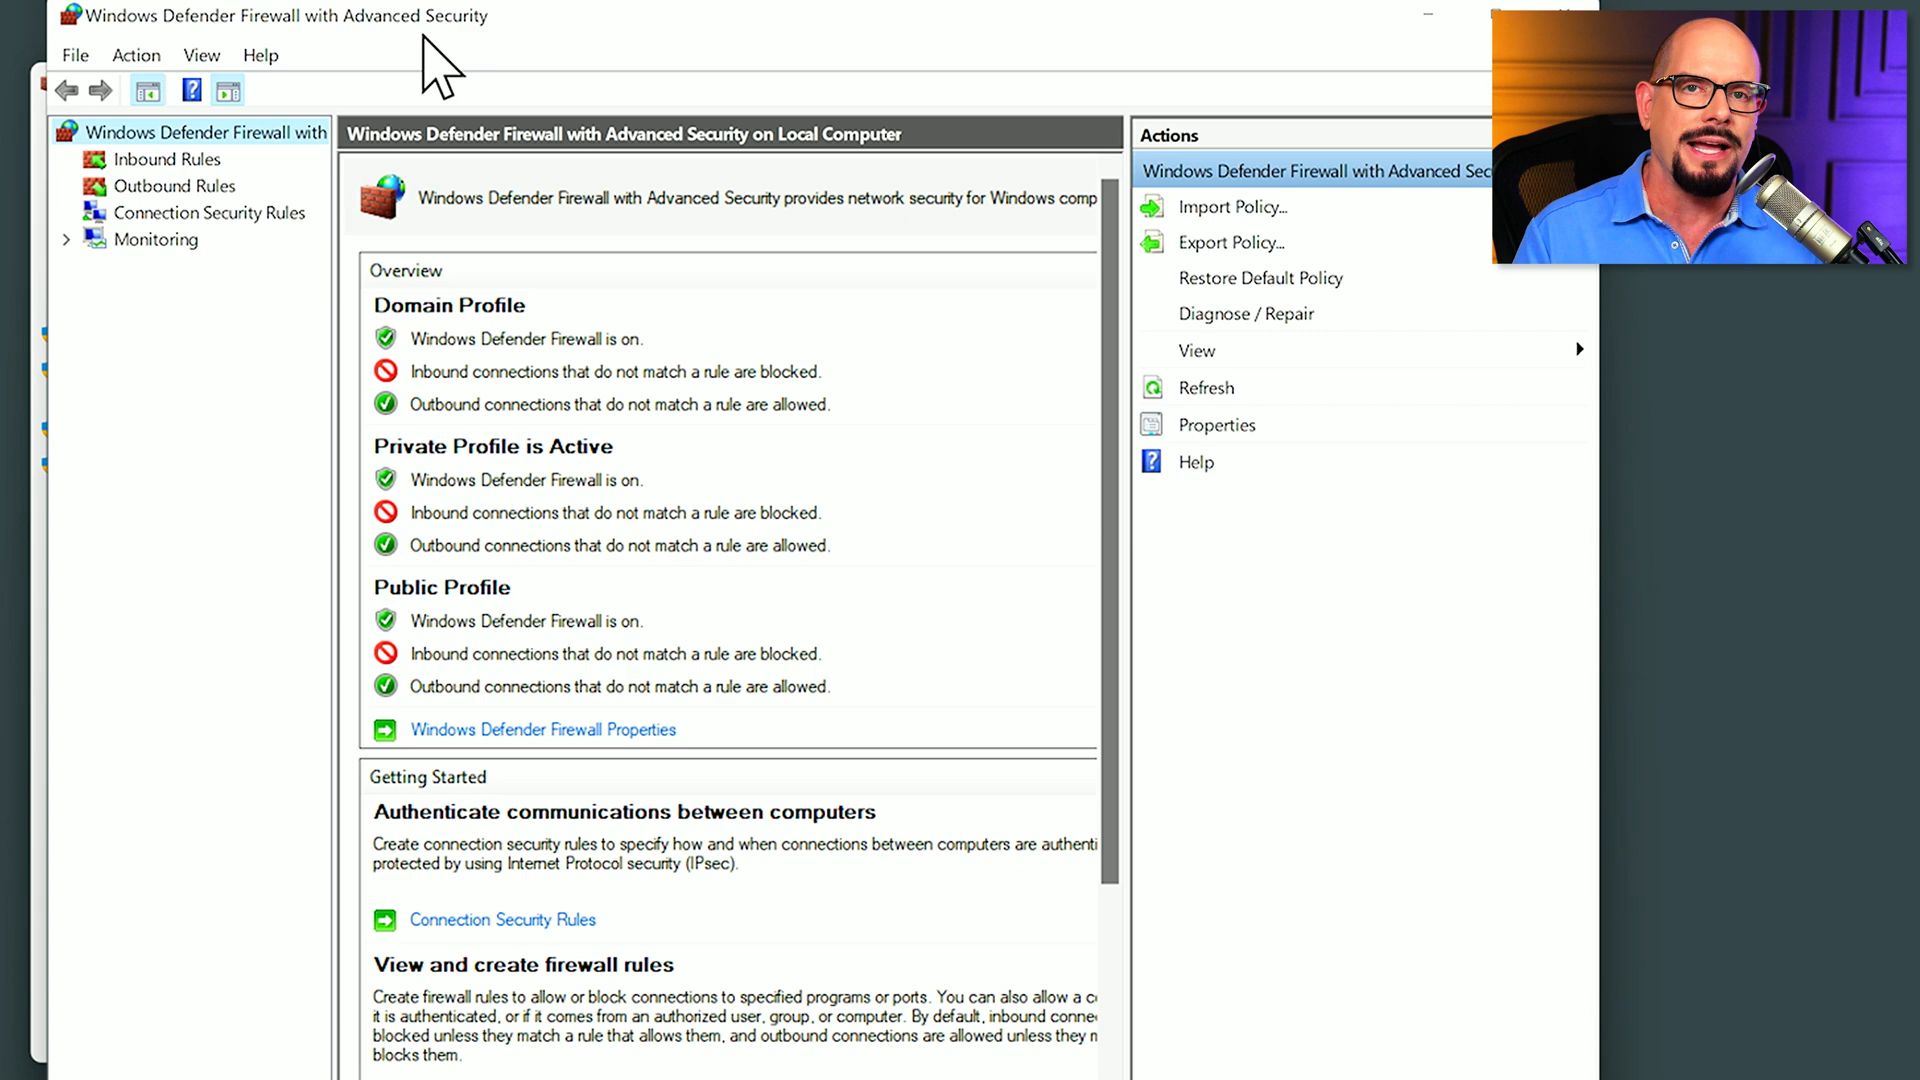 Windows Defender Firewall with Advanced Security
File Action View Help
Windows Defender Firewall with
Inbound Rules
Outbound Rules
Connection Security Rules
Monitoring
Windows Defender Firewall with Advanced Security on Local Computer
Windows Defender Firewall with Advanced Security provides network security for Windows comp
Overview
Domain Profile
Windows Defender Firewall is on.
Inbound connections that do not match a rule are blocked.
Outbound connections that do not match a rule are allowed.
Private Profile is Active
Windows Defender Firewall is on.
Inbound connections that do not match a rule are blocked.
Outbound connections that do not match a rule are allowed.
Public Profile
Windows Defender Firewall is on.
Inbound connections that do not match a rule are blocked.
Outbound connections that do not match a rule are allowed.
Windows Defender Firewall Properties
Getting Started
Authenticate communications between computers
Create connection security rules to specify how and when connections between computers are authenti
protected by using Internet Protocol security (IPsec).
Connection Security Rules
View and create firewall rules
Create firewall rules to allow or block connections to specified programs or ports. You can also allow a c
it is authenticated, or if it comes from an authorized user, group, or computer. By default, inbound conne
blocked unless they match a rule that allows them, and outbound connections are allowed unless they
blocks them.
Actions
Windows Defender Firewall with Advanced Sec
Import Policy...
Export Policy...
Restore Default Policy
Diagnose / Repair
View
Refresh
Properties
Help